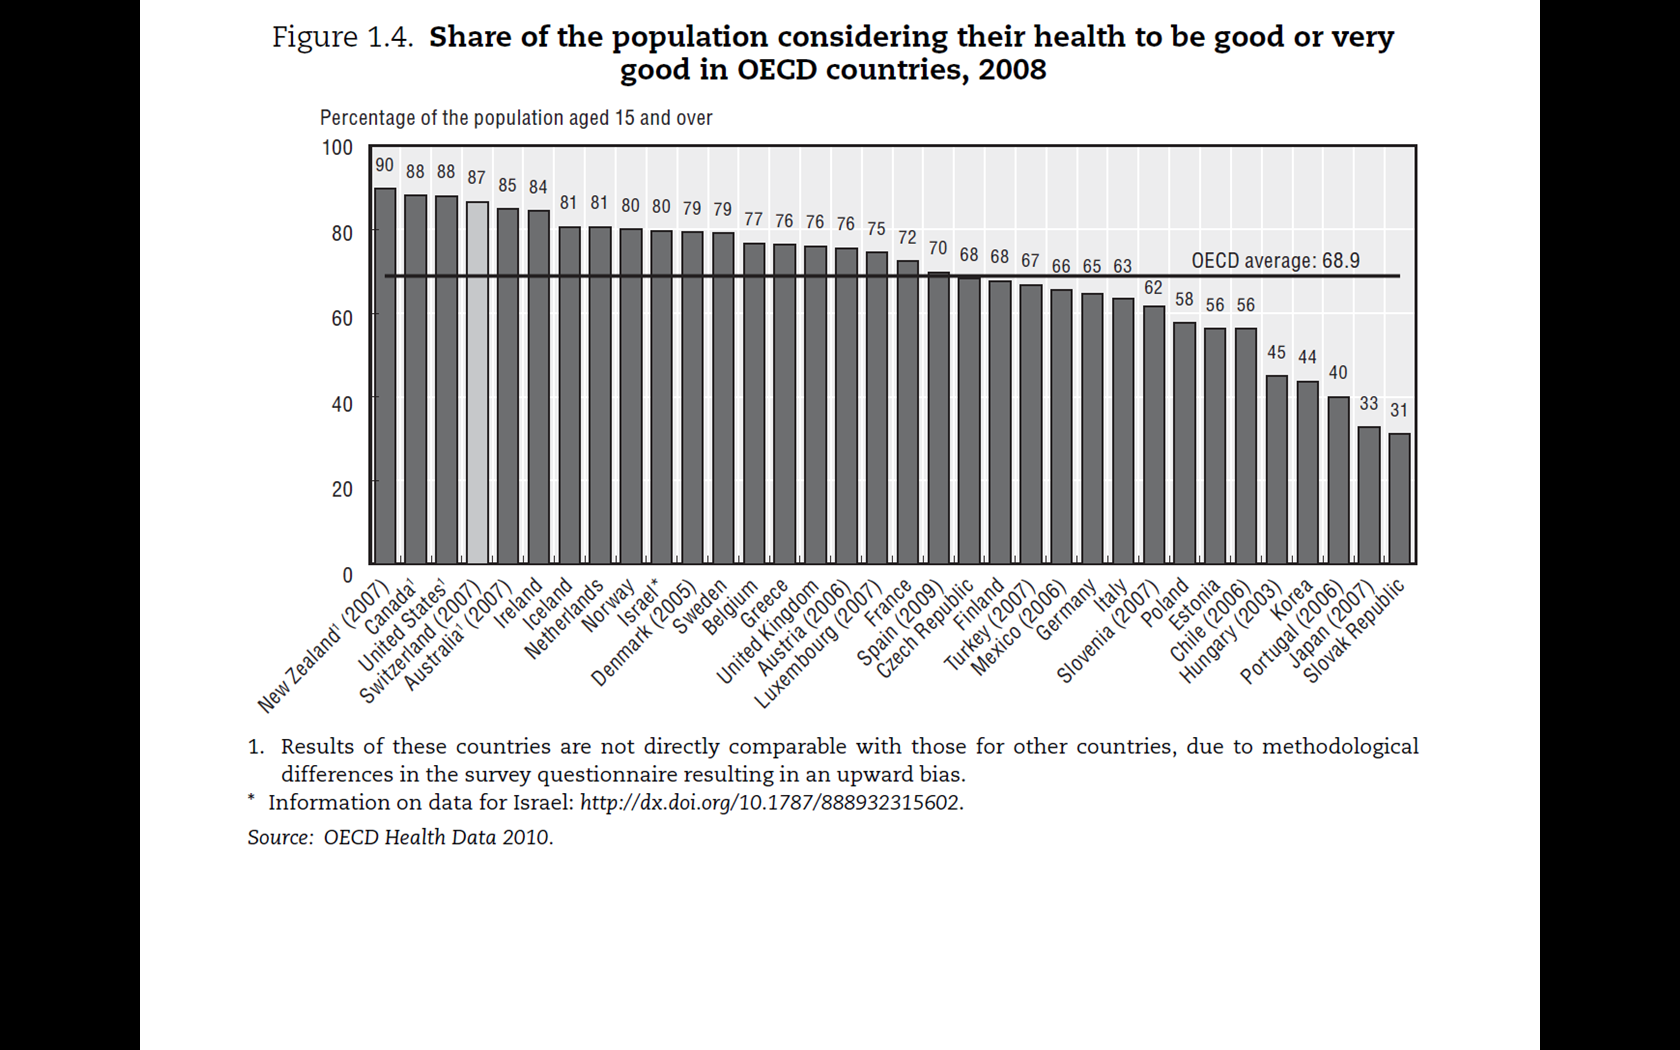 Figure 1.4. Share of the population considering their health to be good or very
good in OECD countries, 2008
Percentage of the population aged 15 and over
100
80
60
40
20
0
90
88
88
87
85
84
81
81
80
80
79
79
77
76
76
76
75
72
70
68
68
67
66
65
63
62
58
56
56
45
44
40
33
31
OECD average: 68.9
New Zealand¹ (2007)
Canada¹
United States¹
Switzerland (2007)
Australia¹ (2007)
Ireland
Iceland
Netherlands
Norway
Israel*
Denmark (2005)
Sweden
Belgium
Greece
United Kingdom
Austria (2006)
Luxembourg (2007)
France
Spain (2009)
Czech Republic
Finland
Turkey (2007)
Mexico (2006)
Germany
Italy
Slovenia (2007)
Poland
Estonia
Chile (2006)
Hungary (2003)
Korea
Portugal (2006)
Japan (2007)
Slovak Republic
1. Results of these countries are not directly comparable with those for other countries, due to methodological
differences in the survey questionnaire resulting in an upward bias.
* Information on data for Israel: http://dx.doi.org/10.1787/888932315602.
Source: OECD Health Data 2010.